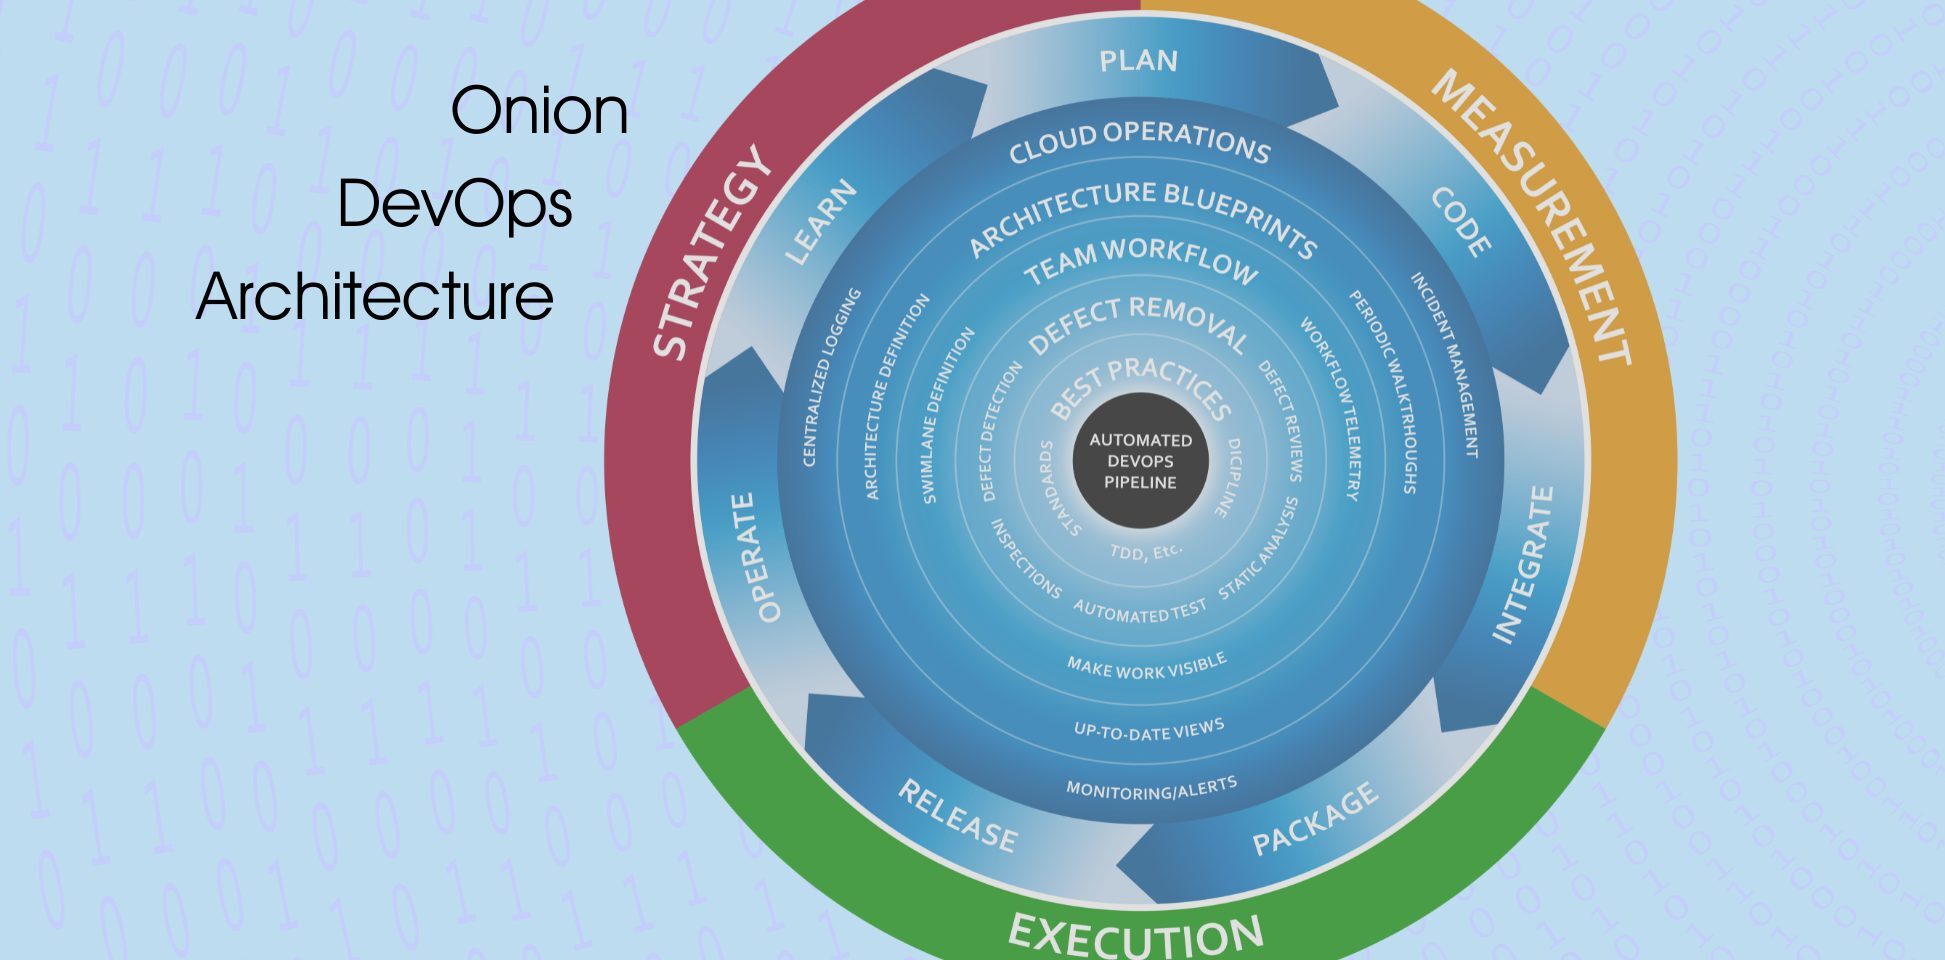 Onion
DevOps
Architecture
STRATEGY
MEASUREMENT
EXECUTION
PLAN
CODE
INTEGRATE
PACKAGE
RELEASE
OPERATE
LEARN
CLOUD OPERATIONS
CENTRALIZED LOGGING
INCIDENT MANAGEMENT
MONITORING/ALERTS
ARCHITECTURE BLUEPRINTS
ARCHITECTURE DEFINITION
PERIODIC WALKTRHOUGHS
UP-TO-DATE VIEWS
TEAM WORKFLOW
SWIMLANE DEFINITION
WORKFLOW TELEMETRY
MAKE WORK VISIBLE
DEFECT REMOVAL
DEFECT DETECTION
DEFECT REVIEWS
INSPECTIONS
AUTOMATED TEST
STATIC ANALYSIS
BEST PRACTICES
STANDARDS
DICIPLINE
TDD, Etc.
AUTOMATED
DEVOPS
PIPELINE